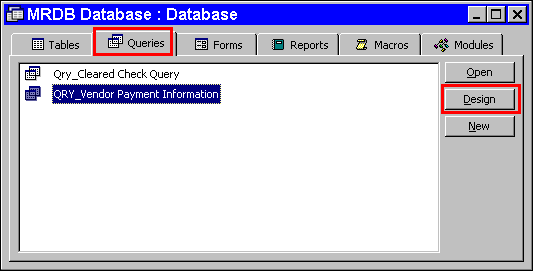 MRDB Database : Database
Tables Queries Forms Reports Macros Modules
Qry_Cleared Check Query
QRY_Vendor Payment Information
Open
Design
New